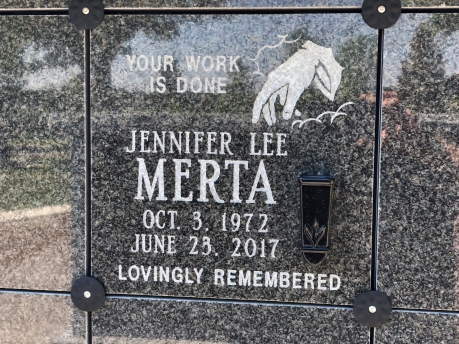 YOUR WORK
IS DONE
JENNIFER LEE
MERTA
OCT. 3, 1972
JUNE 23, 2017
LOVINGLY REMEMBERED